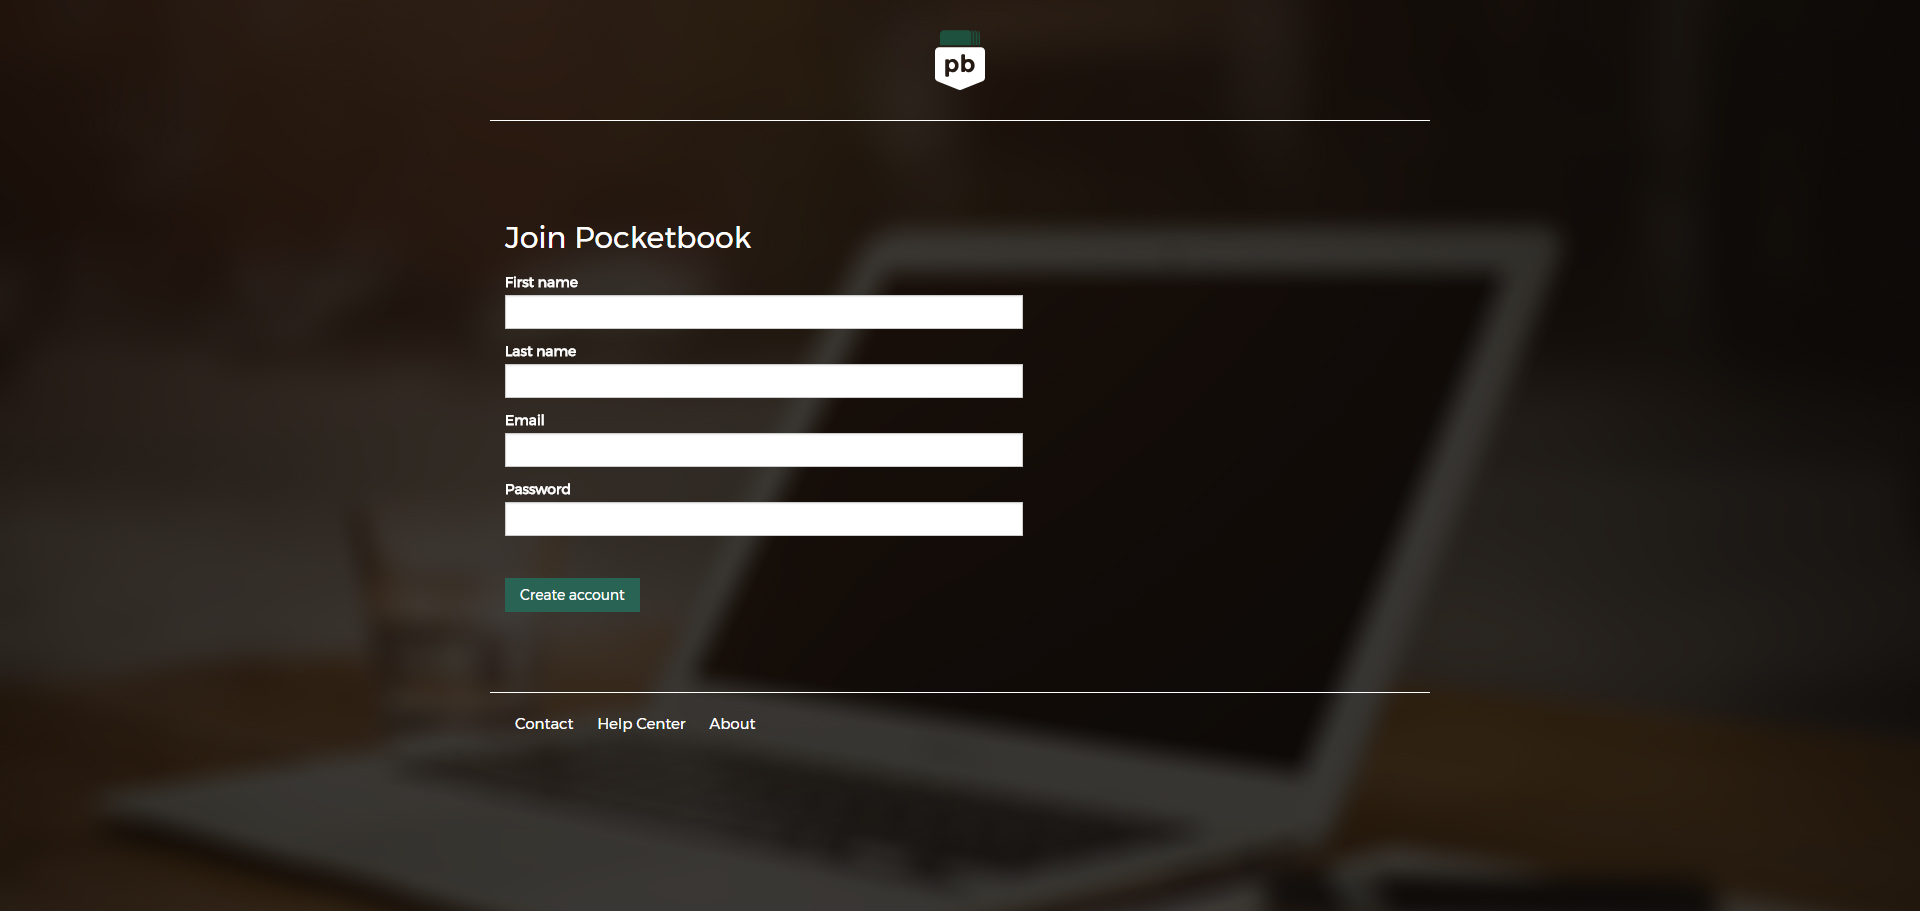 pb
Join Pocketbook
First name
Last name
Email
Password
Create account
Contact Help Center About